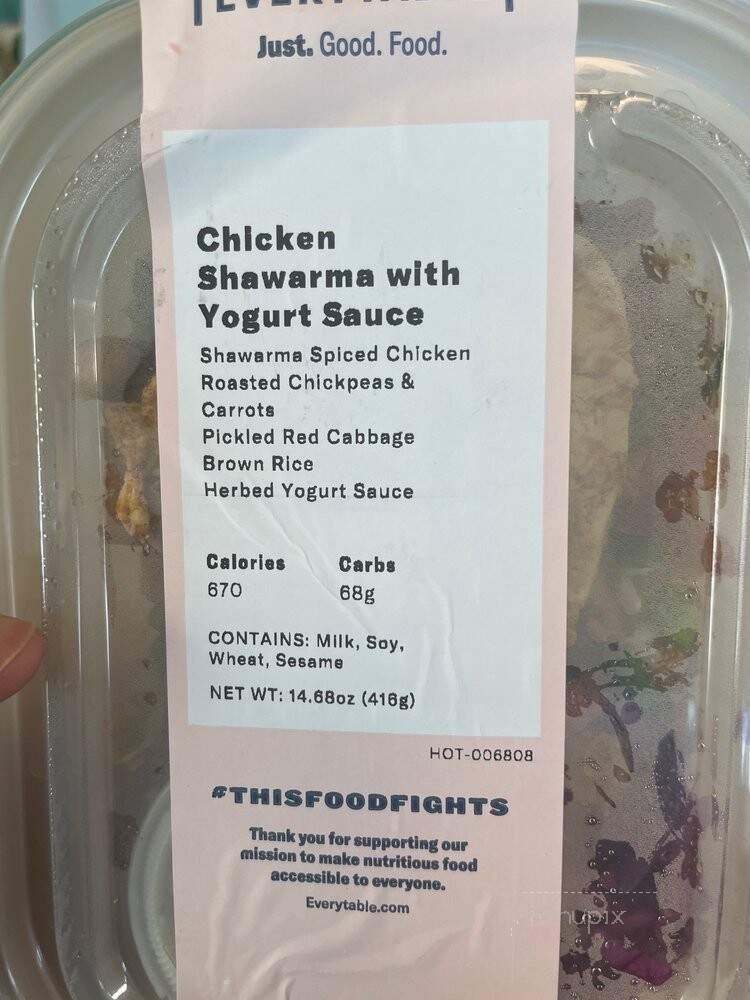 Just. Good. Food.
Chicken
Shawarma with
Yogurt Sauce
Shawarma Spiced Chicken
Roasted Chickpeas &
Carrots
Pickled Red Cabbage
Brown Rice
Herbed Yogurt Sauce
Calories Carbs
670 68g
CONTAINS: Milk, Soy,
Wheat, Sesame
NET WT: 14.68oz (416g)
HOT-006808
#THISFOODFIGHTS
Thank you for supporting our
mission to make nutritious food
accessible to everyone.
Everytable.com